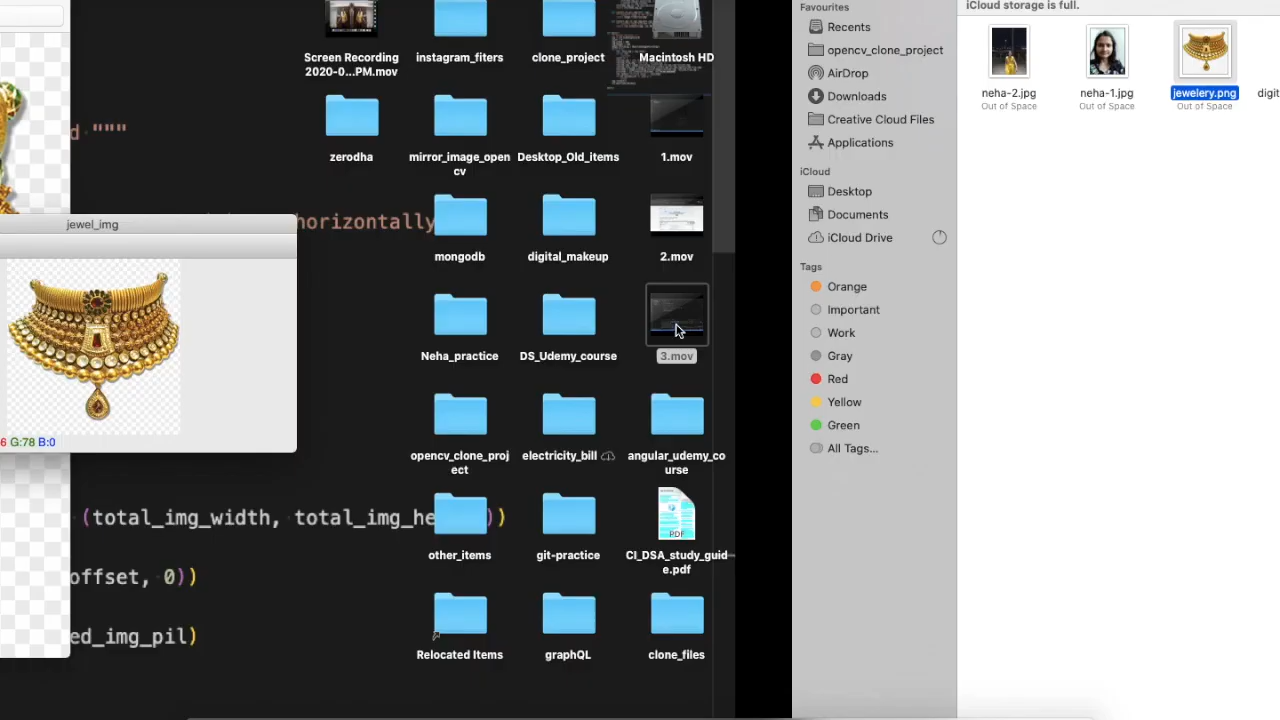 Screen Recording
2020-0...PM.mov
instagram_fiters
clone_project
Macintosh HD
d """
zerodha
mirror_image_open
cv
Desktop_Old_items
1.mov
horizontally
mongodb
digital_makeup
2.mov
jewel_img
Neha_practice
DS_Udemy_course
3.mov
6 G:78 B:0
opencv_clone_proj
ect
electricity_bill
angular_udemy_co
urse
(total_img_width, total_img_he ))
PDF
other_items
git-practice
CI_DSA_study_guid
e.pdf
offset, 0))
ed_img_pil)
Relocated Items
graphQL
clone_files
Favourites
Recents
opencv_clone_project
AirDrop
Downloads
Creative Cloud Files
Applications
iCloud
Desktop
Documents
iCloud Drive
Tags
Orange
Important
Work
Gray
Red
Yellow
Green
All Tags...
iCloud storage is full.
neha-2.jpg
Out of Space
neha-1.jpg
Out of Space
jewelery.png
Out of Space
digit